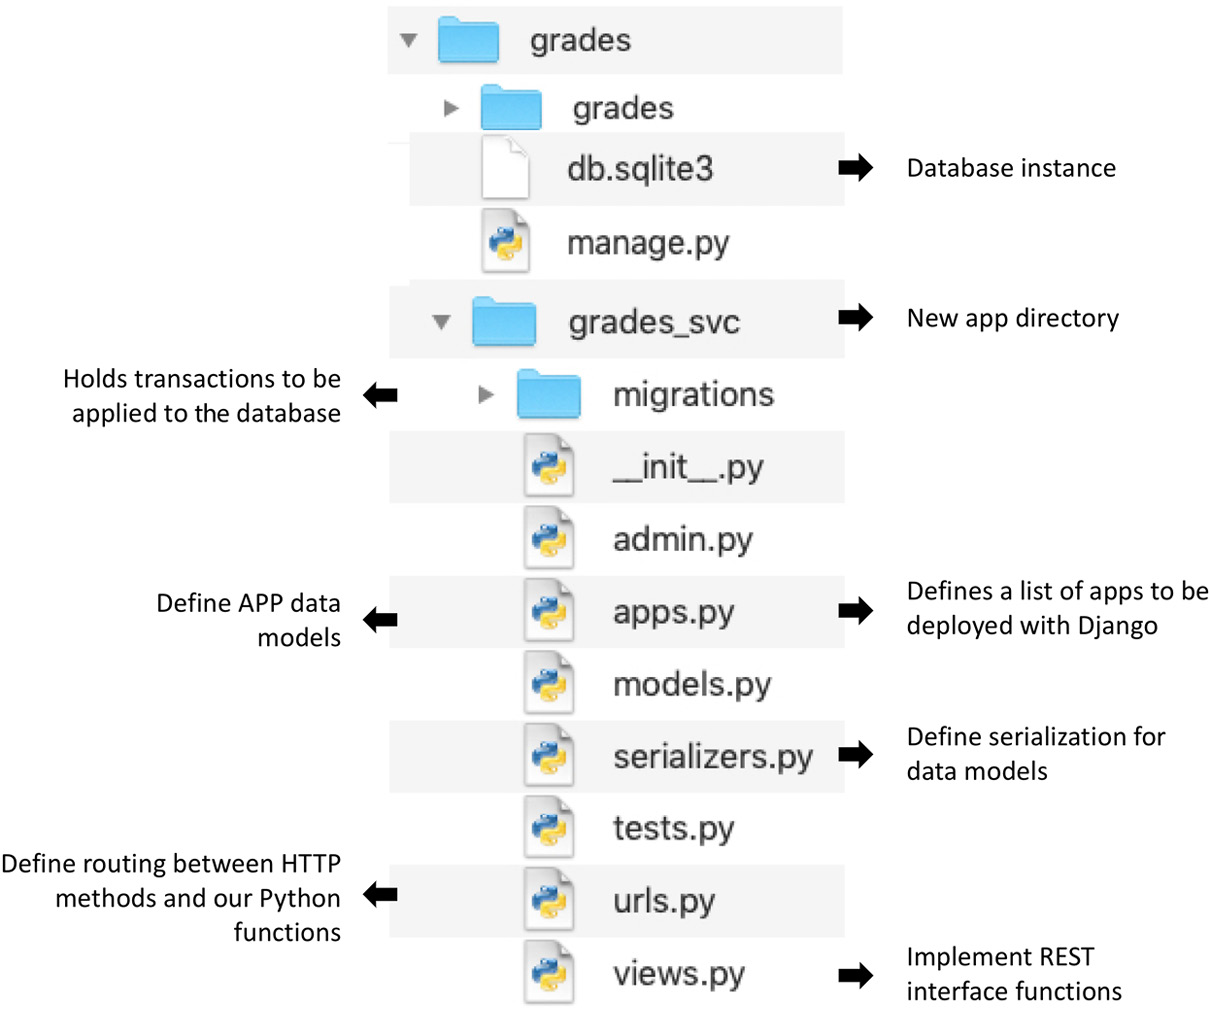 grades
grades
db.sqlite3
Database instance
manage.py
grades_svc
New app directory
Holds transactions to be
applied to the database
migrations
__init__.py
admin.py
Define APP data
models
apps.py
Defines a list of apps to be
deployed with Django
models.py
serializers.py
Define serialization for
data models
tests.py
Define routing between HTTP
methods and our Python
functions
urls.py
views.py
Implement REST
interface functions